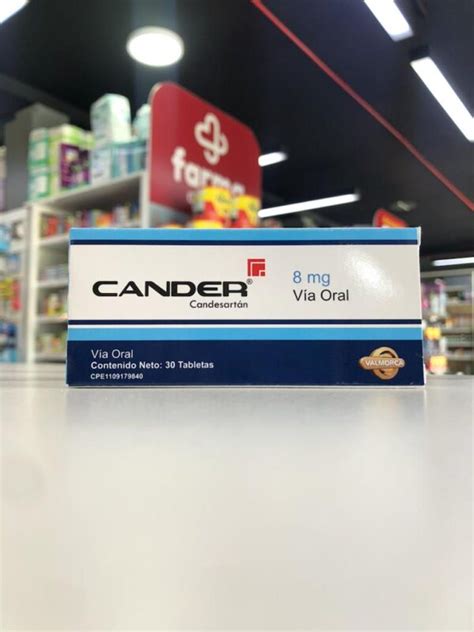 farma
CANDER®
Candesartán
8 mg
Vía Oral
Vía Oral
Contenido Neto: 30 Tabletas
CPE1109179840
VALMORCA